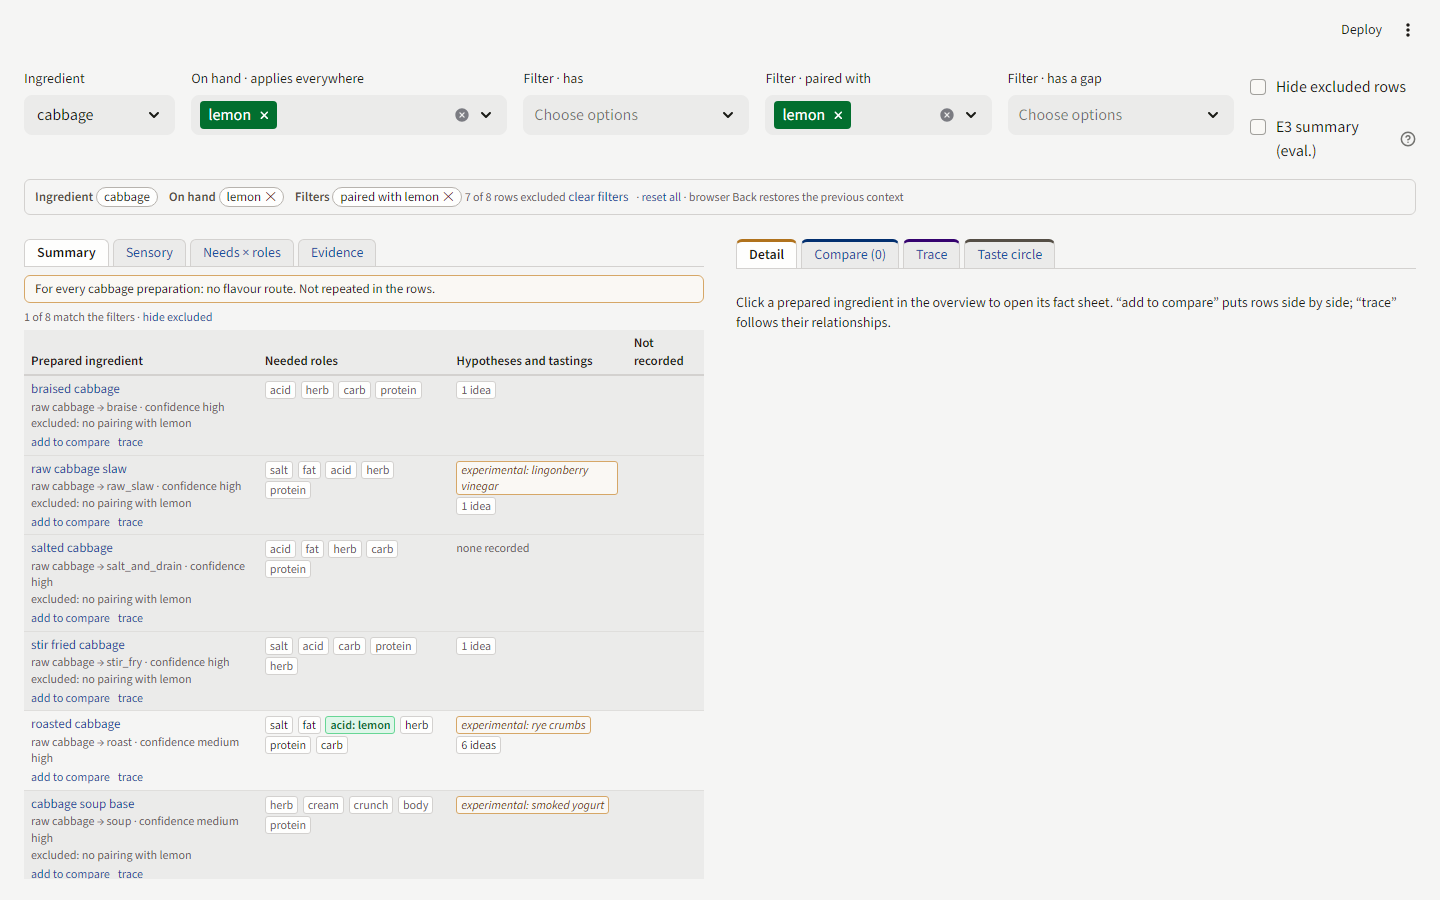 Deploy
Ingredient
On hand · applies everywhere
Filter · has
Filter · paired with
Filter · has a gap
cabbage
lemon ×
Choose options
lemon ×
Choose options
Hide excluded rows
E3 summary
(eval.)
Ingredient cabbage On hand lemon × Filters paired with lemon × 7 of 8 rows excluded clear filters · reset all · browser Back restores the previous context
Summary
Sensory
Needs × roles
Evidence
For every cabbage preparation: no flavour route. Not repeated in the rows.
1 of 8 match the filters · hide excluded
Prepared ingredient
Needed roles
Hypotheses and tastings
Not
recorded
braised cabbage
raw cabbage → braise · confidence high
excluded: no pairing with lemon
add to compare trace
acid herb carb protein
1 idea
raw cabbage slaw
raw cabbage → raw_slaw · confidence high
excluded: no pairing with lemon
add to compare trace
salt fat acid herb
protein
experimental: lingonberry
vinegar
1 idea
salted cabbage
raw cabbage → salt_and_drain · confidence
high
excluded: no pairing with lemon
add to compare trace
acid fat herb carb
protein
none recorded
stir fried cabbage
raw cabbage → stir_fry · confidence high
excluded: no pairing with lemon
add to compare trace
salt acid carb protein
herb
1 idea
roasted cabbage
raw cabbage → roast · confidence medium
high
add to compare trace
salt fat acid: lemon herb
protein carb
experimental: rye crumbs
6 ideas
cabbage soup base
raw cabbage → soup · confidence medium
high
excluded: no pairing with lemon
add to compare trace
herb cream crunch body
protein
experimental: smoked yogurt
Detail
Compare (0)
Trace
Taste circle
Click a prepared ingredient in the overview to open its fact sheet. “add to compare” puts rows side by side; “trace”
follows their relationships.